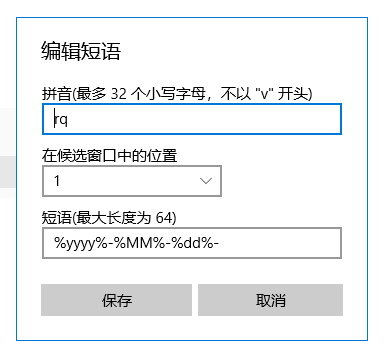 编辑短语
拼音(最多 32 个小写字母，不以 "v" 开头)
rq
在候选窗口中的位置
1
短语(最大长度为 64)
%yyyy%-%MM%-%dd%-
保存
取消